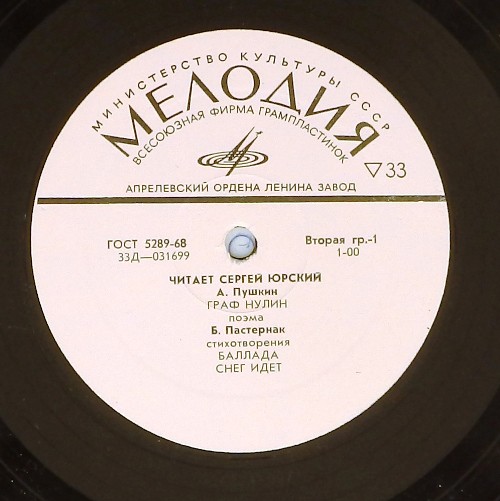 МИНИСТЕРСТВО КУЛЬТУРЫ СССР
МЕЛОДИЯ
ВСЕСОЮЗНАЯ ФИРМА ГРАМПЛАСТИНОК
▽33
АПРЕЛЕВСКИЙ ОРДЕНА ЛЕНИНА ЗАВОД
ГОСТ 5289-68
33Д—031699
Вторая гр.-1
1-00
ЧИТАЕТ СЕРГЕЙ ЮРСКИЙ
А. Пушкин
ГРАФ НУЛИН
поэма
Б. Пастернак
стихотворения
БАЛЛАДА
СНЕГ ИДЕТ